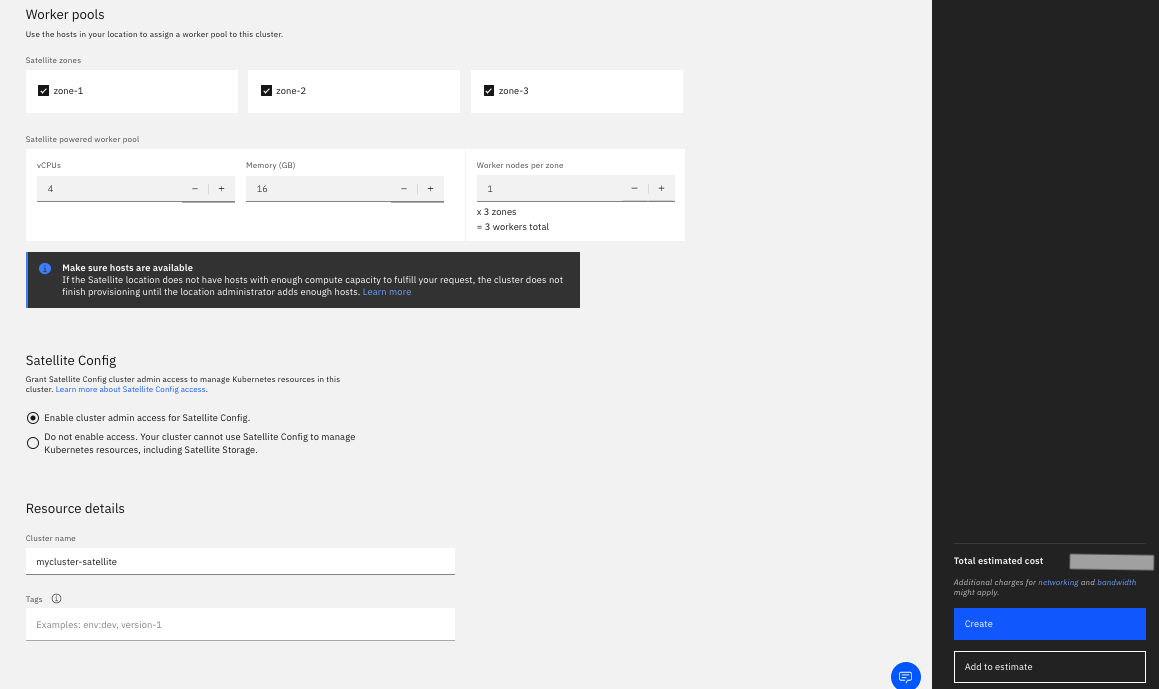 Worker pools
Use the hosts in your location to assign a worker pool to this cluster.
Satellite zones
zone-1
zone-2
zone-3
Satellite powered worker pool
vCPUs
Memory (GB)
Worker nodes per zone
4
− +
16
− +
1
− +
x 3 zones
= 3 workers total
Make sure hosts are available
If the Satellite location does not have hosts with enough compute capacity to fulfill your request, the cluster does not
finish provisioning until the location administrator adds enough hosts. Learn more
Satellite Config
Grant Satellite Config cluster admin access to manage Kubernetes resources in this
cluster. Learn more about Satellite Config access.
Enable cluster admin access for Satellite Config.
Do not enable access. Your cluster cannot use Satellite Config to manage
Kubernetes resources, including Satellite Storage.
Resource details
Cluster name
mycluster-satellite
Tags
Examples: env:dev, version-1
Total estimated cost
Additional charges for networking and bandwidth
might apply.
Create
Add to estimate